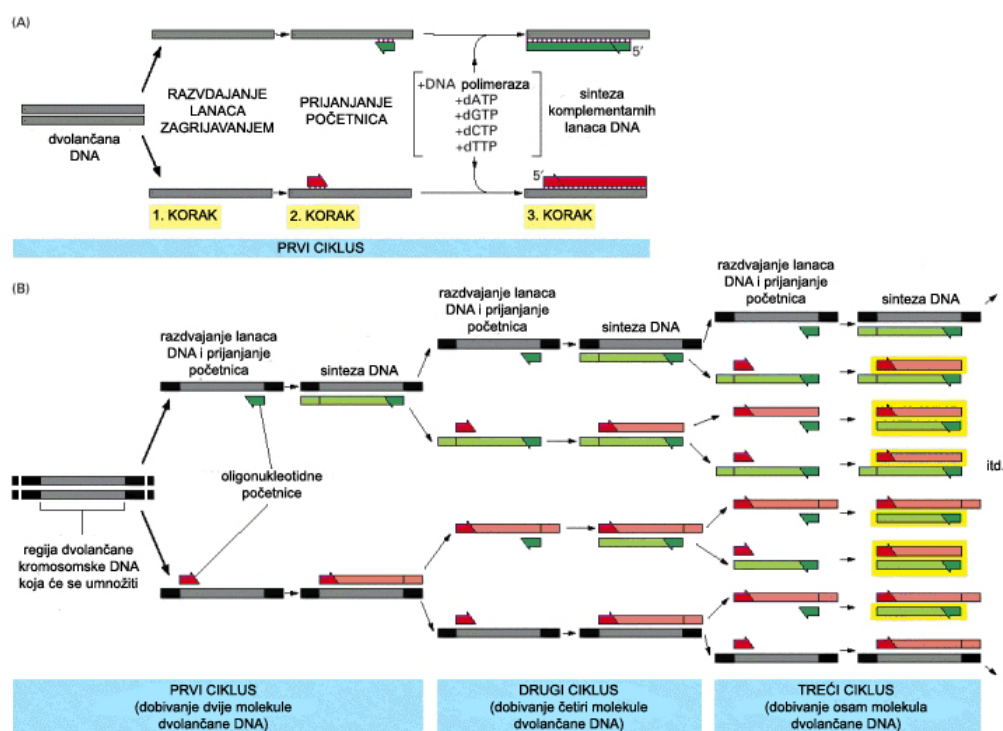 (A)
5'
RAZVDAJANJE
LANACA
ZAGRIJAVANJEM
PRIJANJANJE
POČETNICA
+DNA polimeraza
+dATP
+dGTP
+dCTP
+dTTP
sinteza
komplementarnih
lanaca DNA
dvolančana
DNA
5'
1. KORAK
2. KORAK
3. KORAK
PRVI CIKLUS
(B)
razdvajanje lanaca
DNA i prijanjanje
početnica
sinteza DNA
razdvajanje lanaca
DNA i prijanjanje
početnica
sinteza DNA
razdvajanje lanaca
DNA i prijanjanje
početnica
sinteza DNA
oligonukleotidne
početnice
itd.
regija dvolančane
kromosomske DNA
koja će se umnožiti
PRVI CIKLUS
(dobivanje dvije molekule
dvolančane DNA)
DRUGI CIKLUS
(dobivanje četiri molekule
dvolančane DNA)
TREĆI CIKLUS
(dobivanje osam molekula
dvolančane DNA)